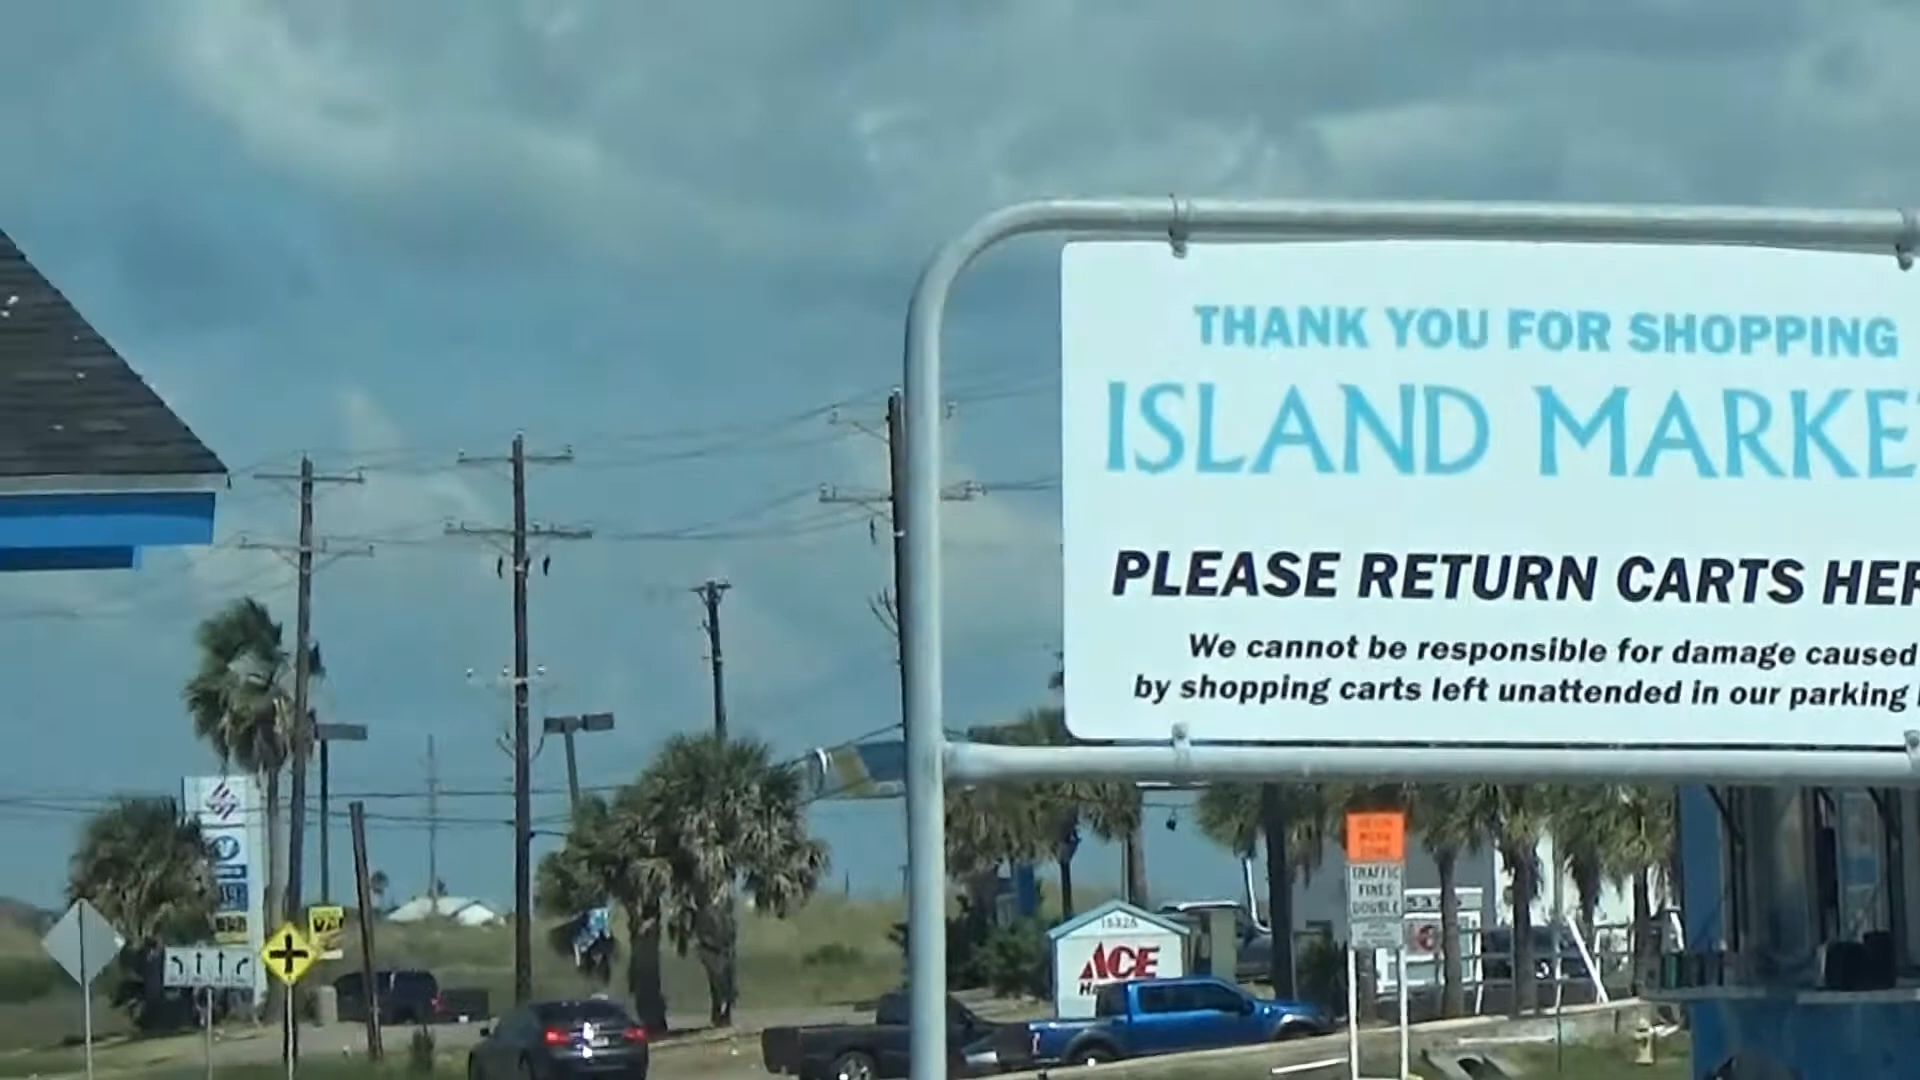 THANK YOU FOR SHOPPING
ISLAND MARKE
PLEASE RETURN CARTS HER
We cannot be responsible for damage caused
by shopping carts left unattended in our parking
ACE
TRAFFIC
FINES
DOUBLE